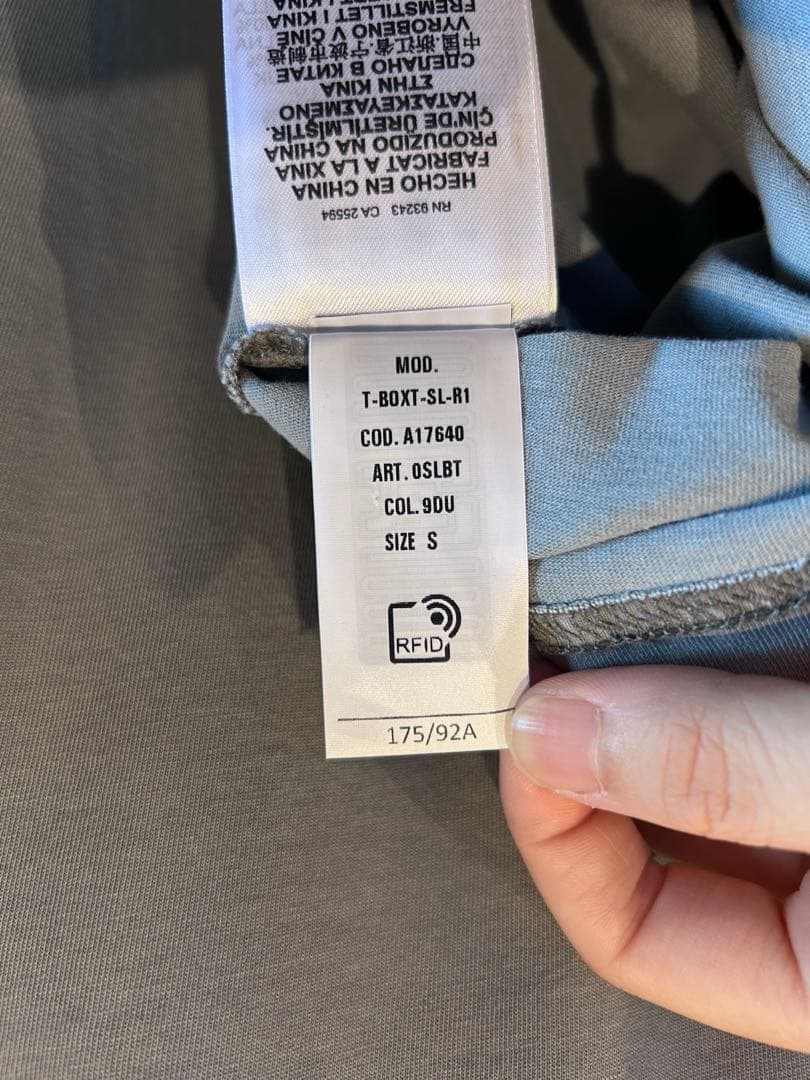 MOD.
T-BOXT-SL-R1
COD. A17640
ART. 0SLBT
COL. 9DU
SIZE S
RFID
175/92A
RN 93243 CA 25594
HECHO EN CHINA
FABRICAT A LA XINA
PRODUZIDO NA CHINA
ÇİN'DE ÜRETİLMİŞTİR.
ΚΑΤΑΣΚΕΥΑΣΜΕΝΟ
ΣΤΗΝ ΚΙΝΑ
СДЕЛАНО В КИТАЕ
中国.浙江省.宁波市制造
VYROBENO V ČÍNĚ
FREMSTILLET I KINA